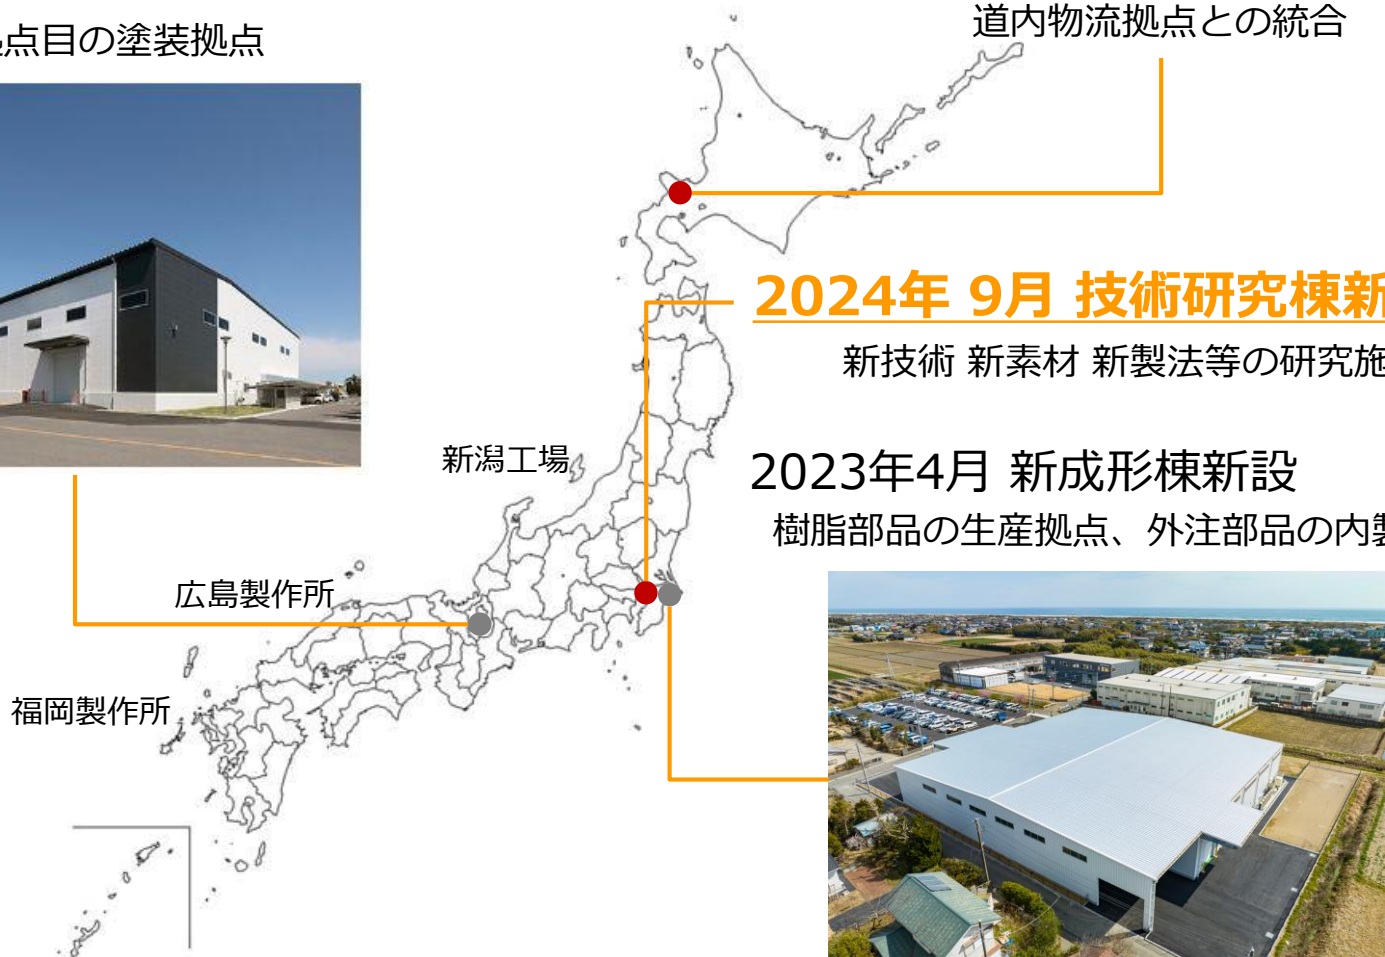 点目の塗装拠点
道内物流拠点との統合
2024年 9月 技術研究棟新
新技術 新素材 新製法等の研究施
新潟工場
2023年4月 新成形棟新設
樹脂部品の生産拠点、外注部品の内製
広島製作所
福岡製作所